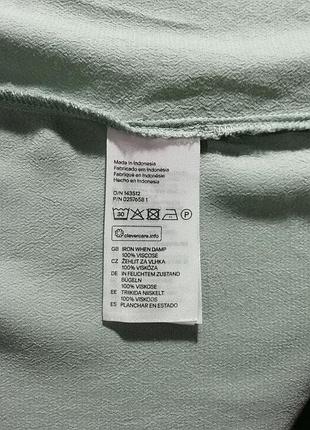 Made in Indonesia
Fabricado em Indonésia
Fabriqué en Indonésie
Hecho en Indonesia
O/N 143512
P/N 0257658 1
30 P
clevercare.info
GB IRON WHEN DAMP
100% VISCOSE
CZ ŽEHLIT ZA VLHKA
100% VISKÓZA
DE IN FEUCHTEM ZUSTAND
BÜGELN
100% VISKOSE
EE TRIIKIDA NIISKELT
100% VISKOOS
ES PLANCHAR EN ESTADO